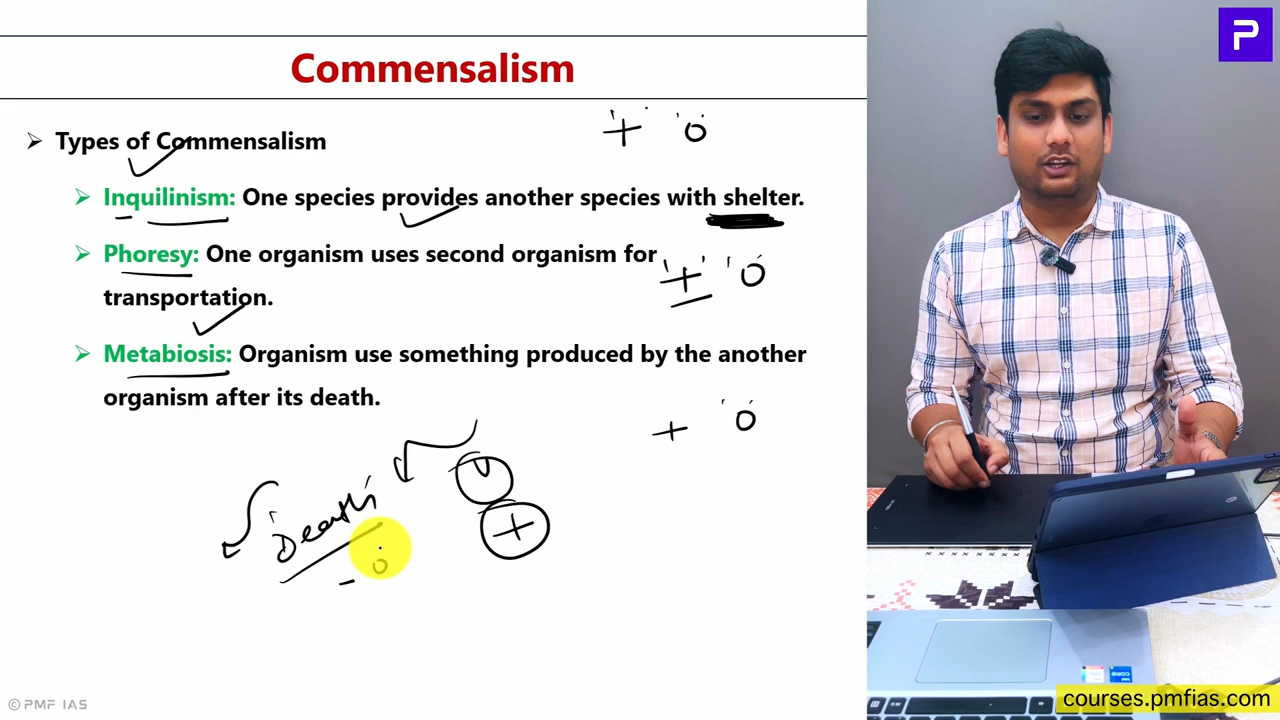 P
Commensalism
+ 0
➢ Types of Commensalism
➢ Inquilinism: One species provides another species with shelter.
➢ Phoresy: One organism uses second organism for
transportation.
+ 0
➢ Metabiosis: Organism use something produced by the another
organism after its death.
+ 0
Death
+
- 0
© PMF IAS
courses.pmfias.com